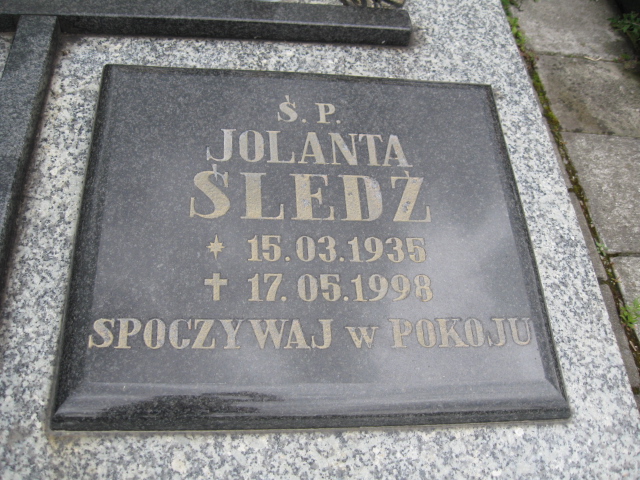 Ś. P.
JOLANTA
ŚLEDŹ
* 15.03.1935
✝ 17.05.1998
SPOCZYWAJ w POKOJU